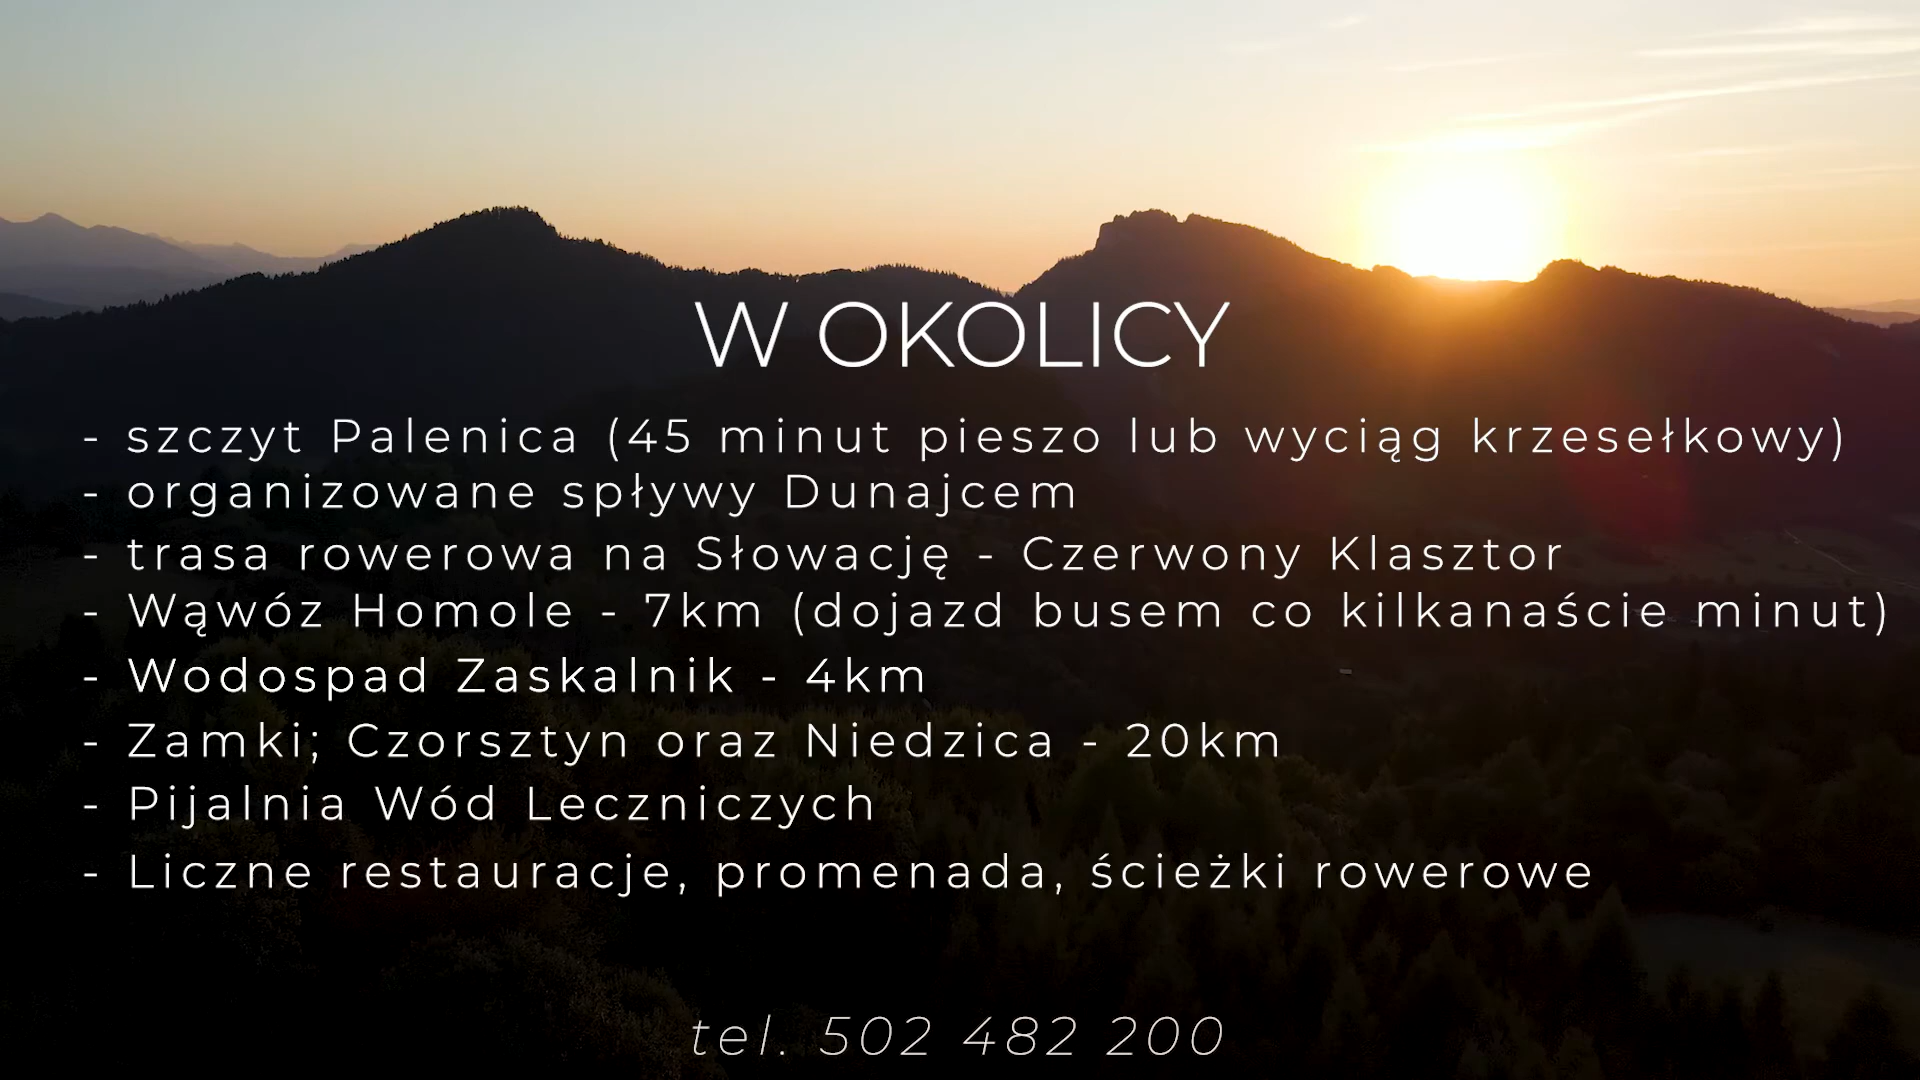 W OKOLICY
- szczyt Palenica (45 minut pieszo lub wyciąg krzesełkowy)
- organizowane spływy Dunajcem
- trasa rowerowa na Słowację - Czerwony Klasztor
- Wąwóz Homole - 7km (dojazd busem co kilkanaście minut)
- Wodospad Zaskalnik - 4km
- Zamki; Czorsztyn oraz Niedzica - 20km
- Pijalnia Wód Leczniczych
- Liczne restauracje, promenada, ścieżki rowerowe
tel. 502 482 200